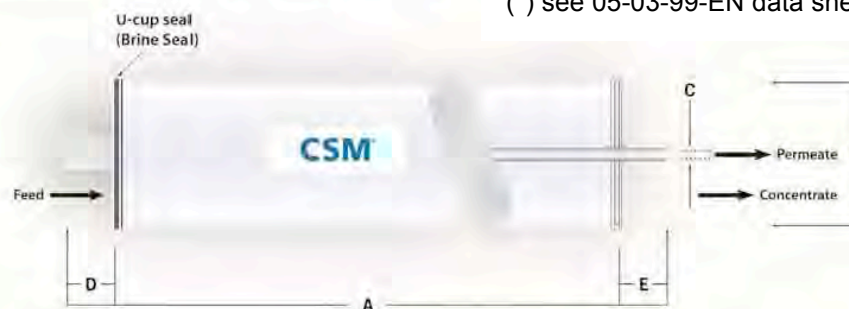 ( ) see 05-03-99-EN data she
U-cup seal
(Brine Seal)
CSM
C
Permeate
Feed
Concentrate
D
E
A